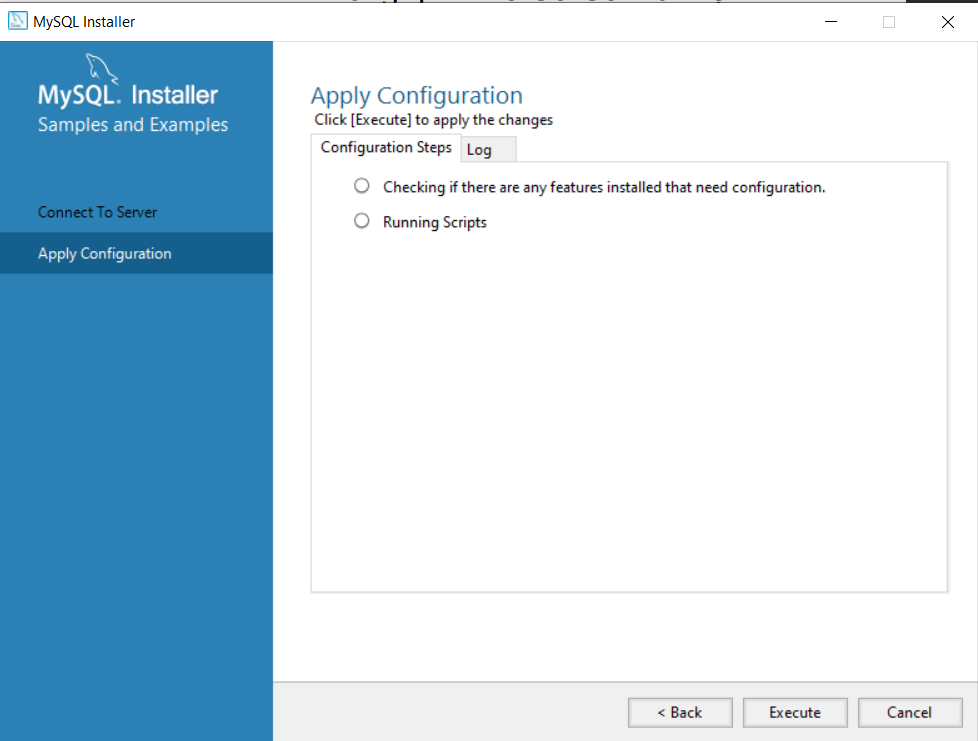 MySQL Installer
MySQL. Installer
Samples and Examples
Connect To Server
Apply Configuration
Apply Configuration
Click [Execute] to apply the changes
Configuration Steps
Log
Checking if there are any features installed that need configuration.
Running Scripts
< Back
Execute
Cancel